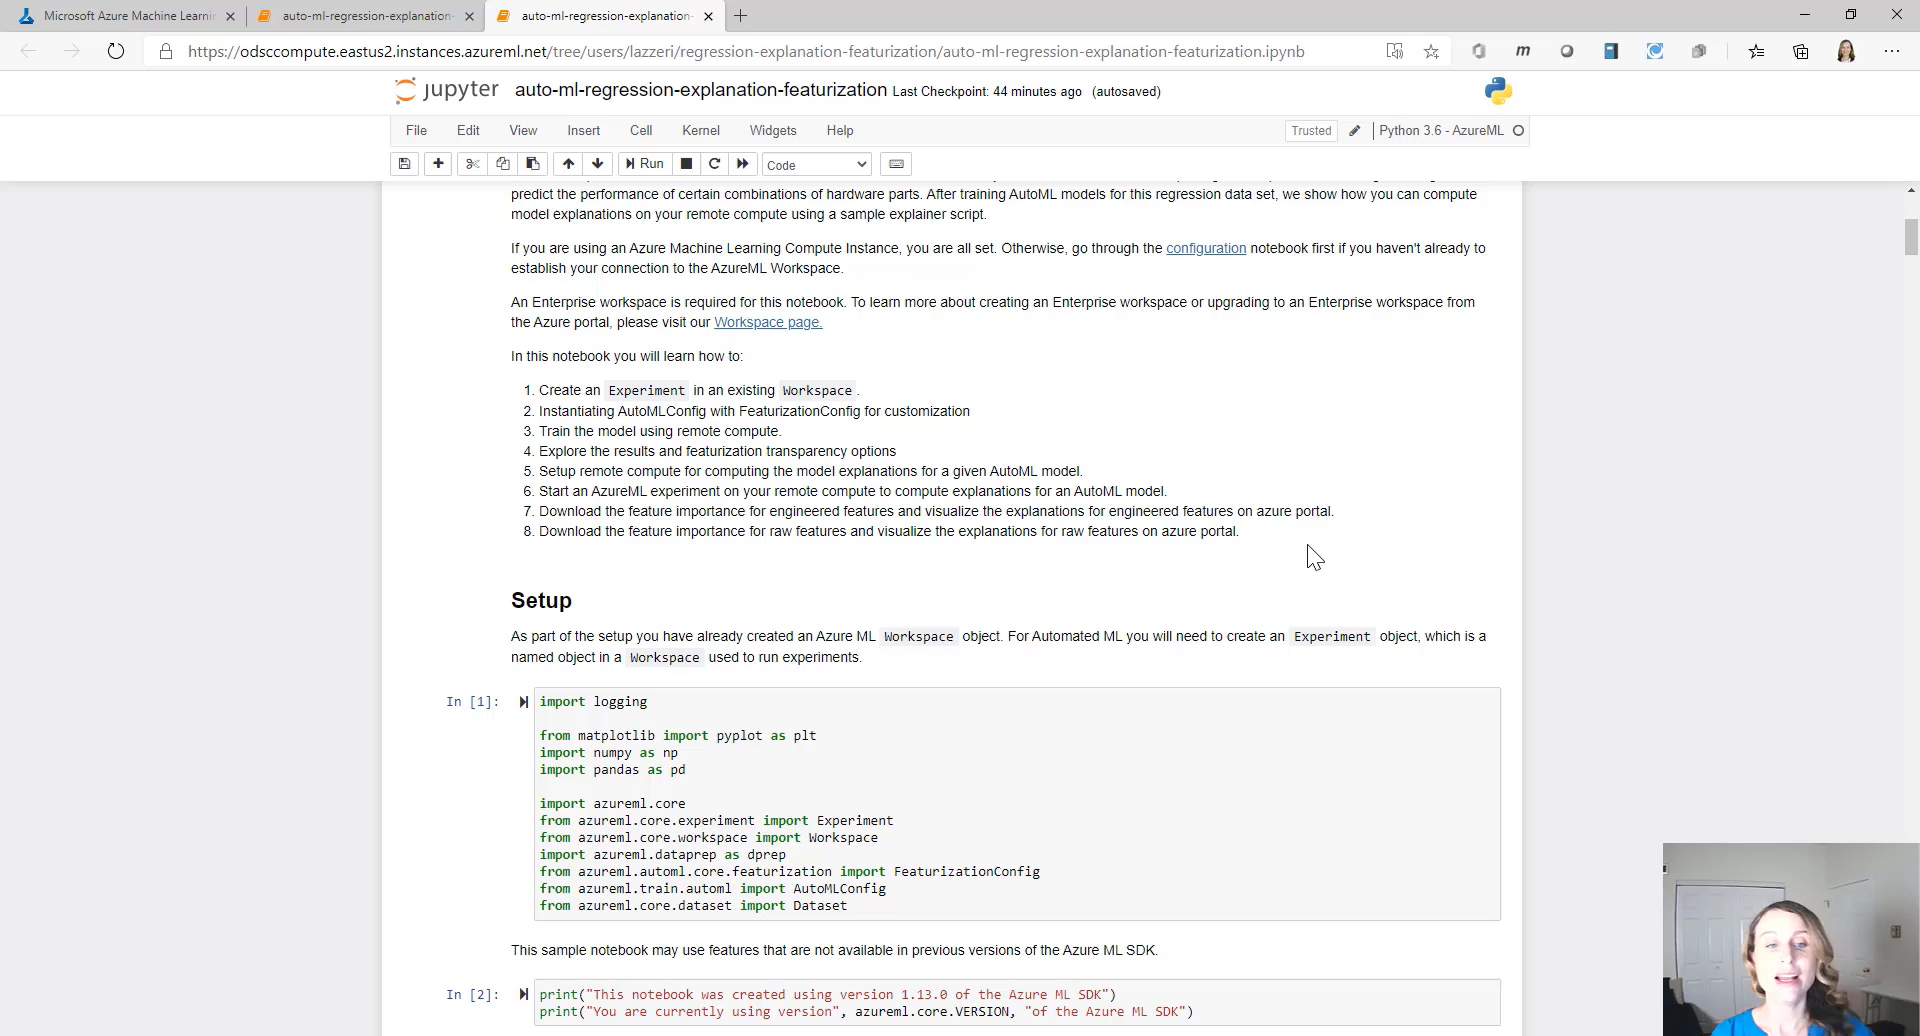 Microsoft Azure Machine Learnin
auto-ml-regression-explanation-
auto-ml-regression-explanation-
https://odsccompute.eastus2.instances.azureml.net/tree/users/lazzeri/regression-explanation-featurization/auto-ml-regression-explanation-featurization.ipynb
jupyter auto-ml-regression-explanation-featurization Last Checkpoint: 44 minutes ago (autosaved)
File Edit View Insert Cell Kernel Widgets Help Trusted Python 3.6 - AzureML
Run Code
predict the performance of certain combinations of hardware parts. After training AutoML models for this regression data set, we show how you can compute
model explanations on your remote compute using a sample explainer script.
If you are using an Azure Machine Learning Compute Instance, you are all set. Otherwise, go through the configuration notebook first if you haven't already to
establish your connection to the AzureML Workspace.
An Enterprise workspace is required for this notebook. To learn more about creating an Enterprise workspace or upgrading to an Enterprise workspace from
the Azure portal, please visit our Workspace page.
In this notebook you will learn how to:
1. Create an Experiment in an existing Workspace.
2. Instantiating AutoMLConfig with FeaturizationConfig for customization
3. Train the model using remote compute.
4. Explore the results and featurization transparency options
5. Setup remote compute for computing the model explanations for a given AutoML model.
6. Start an AzureML experiment on your remote compute to compute explanations for an AutoML model.
7. Download the feature importance for engineered features and visualize the explanations for engineered features on azure portal.
8. Download the feature importance for raw features and visualize the explanations for raw features on azure portal.
Setup
As part of the setup you have already created an Azure ML Workspace object. For Automated ML you will need to create an Experiment object, which is a
named object in a Workspace used to run experiments.
In [1]: import logging
from matplotlib import pyplot as plt
import numpy as np
import pandas as pd
import azureml.core
from azureml.core.experiment import Experiment
from azureml.core.workspace import Workspace
import azureml.dataprep as dprep
from azureml.automl.core.featurization import FeaturizationConfig
from azureml.train.automl import AutoMLConfig
from azureml.core.dataset import Dataset
This sample notebook may use features that are not available in previous versions of the Azure ML SDK.
In [2]: print("This notebook was created using version 1.13.0 of the Azure ML SDK")
print("You are currently using version", azureml.core.VERSION, "of the Azure ML SDK")